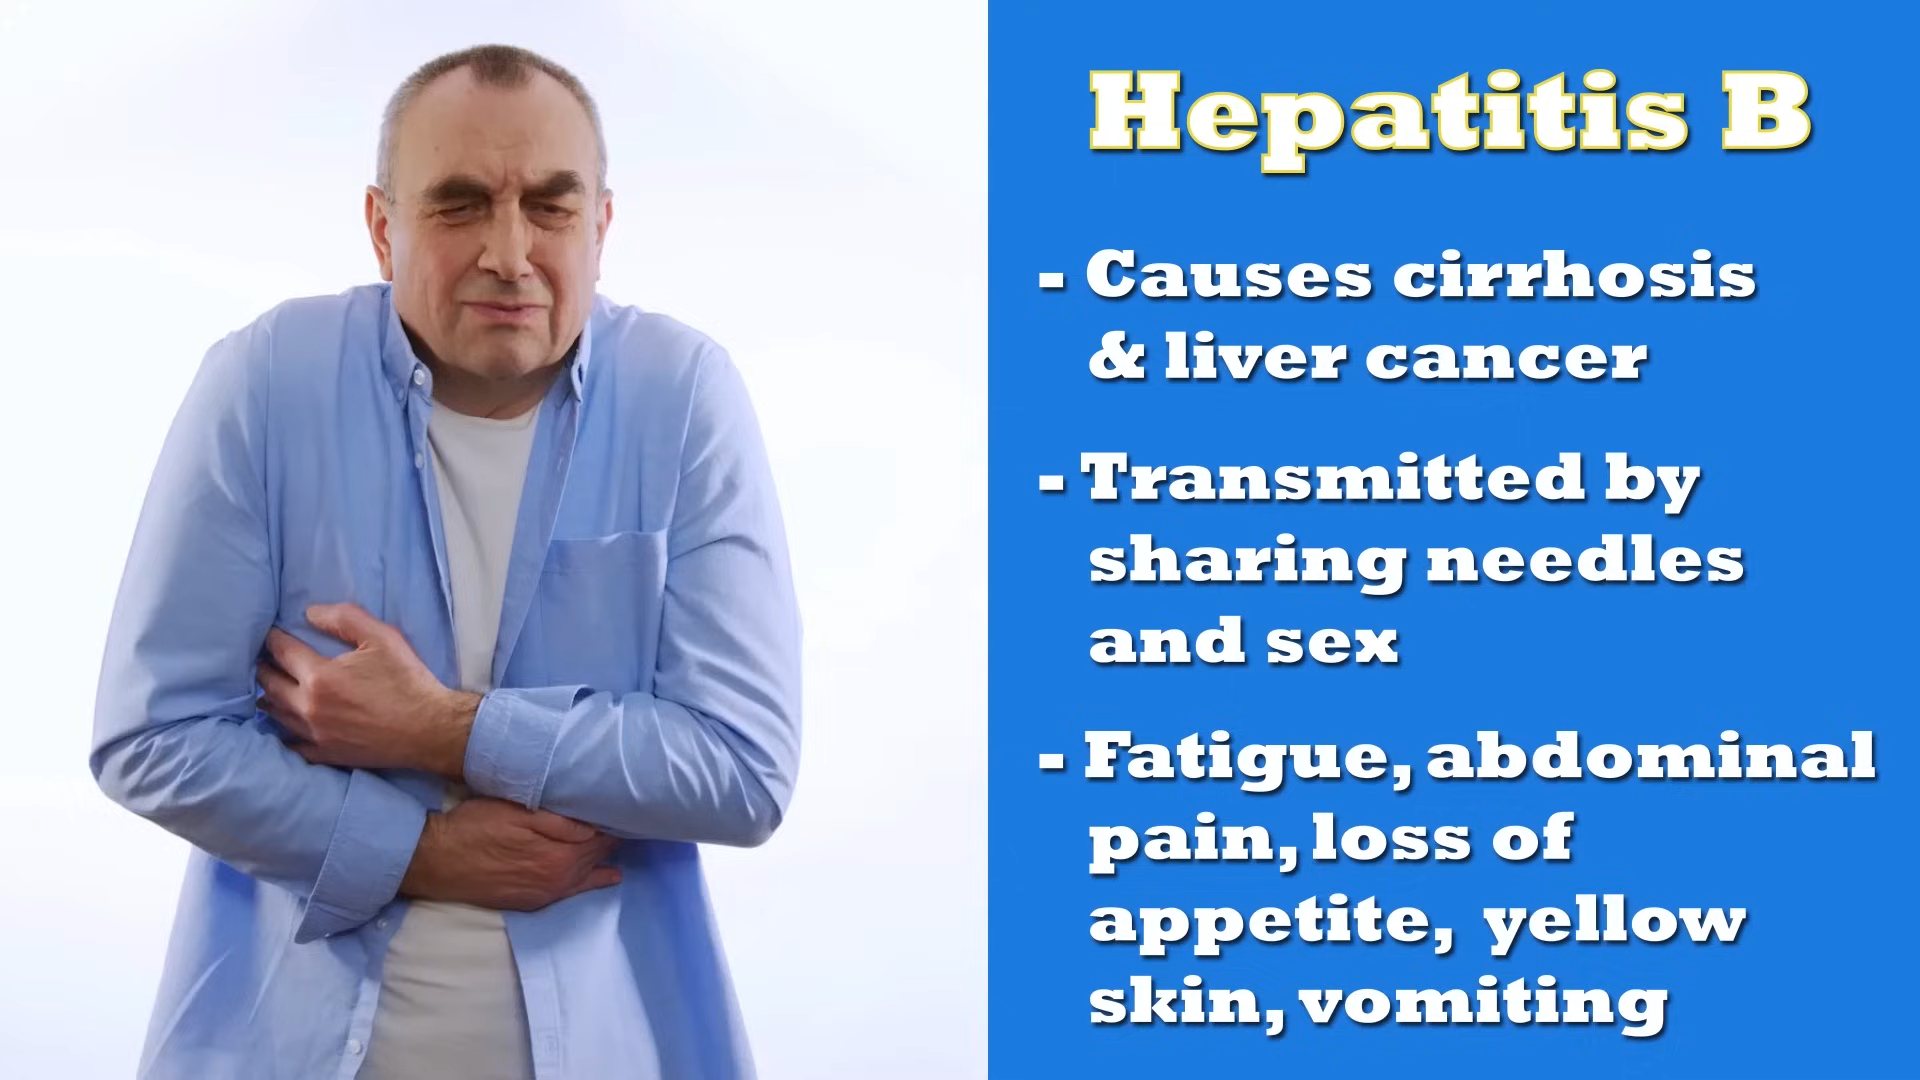 Hepatitis B
- Causes cirrhosis
& liver cancer
- Transmitted by
sharing needles
and sex
- Fatigue, abdominal
pain, loss of
appetite, yellow
skin, vomiting